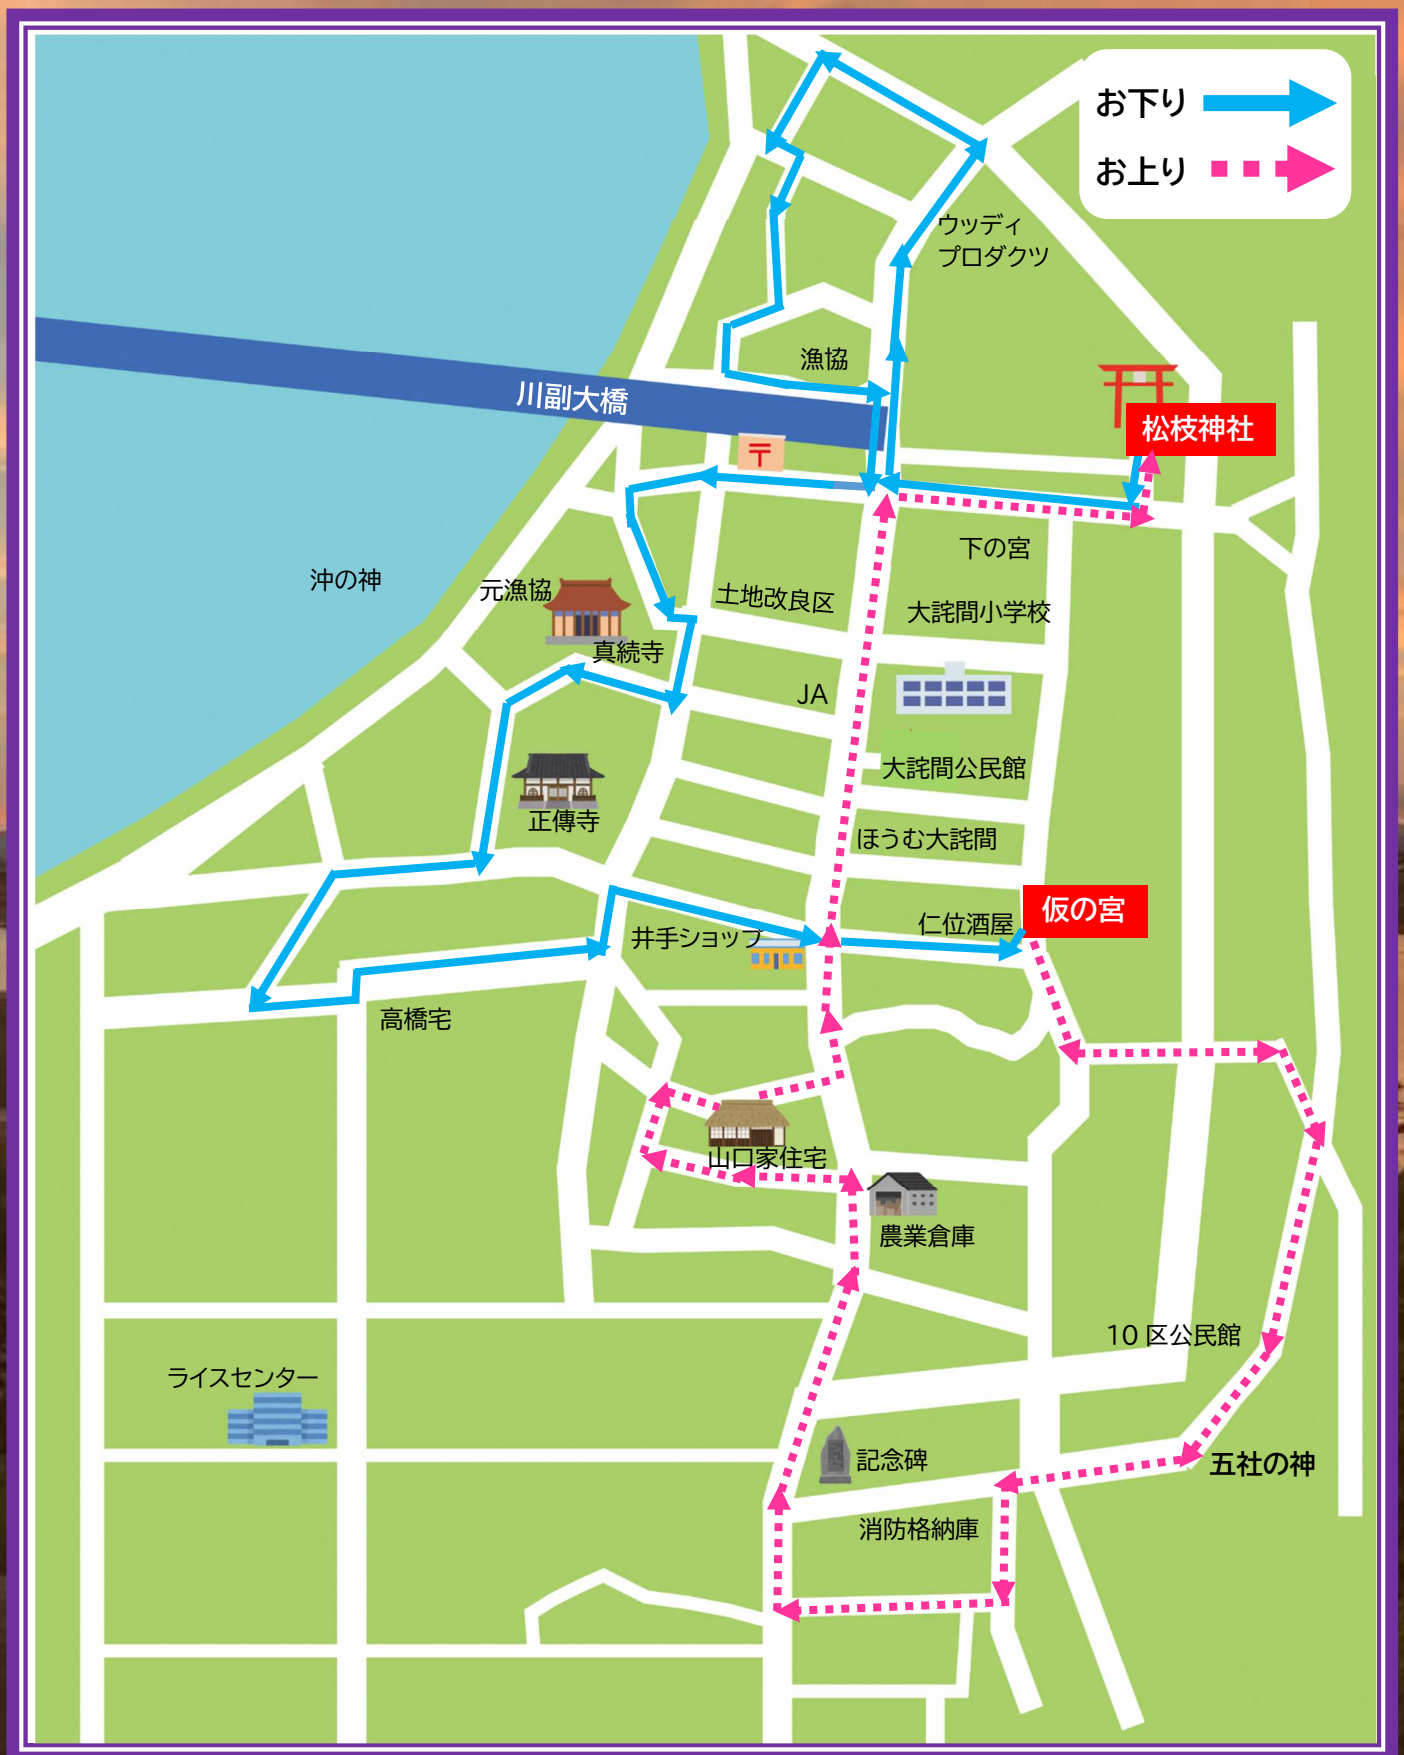 お下り
お上り
ウッディ
プロダクツ
漁協
川副大橋
〒
松枝神社
下の宮
沖の神
元漁協
土地改良区
大詫間小学校
真続寺
JA
大詫間公民館
正傳寺
ほうむ大詫間
仮の宮
仁位酒屋
井手ショップ
高橋宅
山口家住宅
農業倉庫
10区公民館
ライスセンター
記念碑
五社の神
消防格納庫